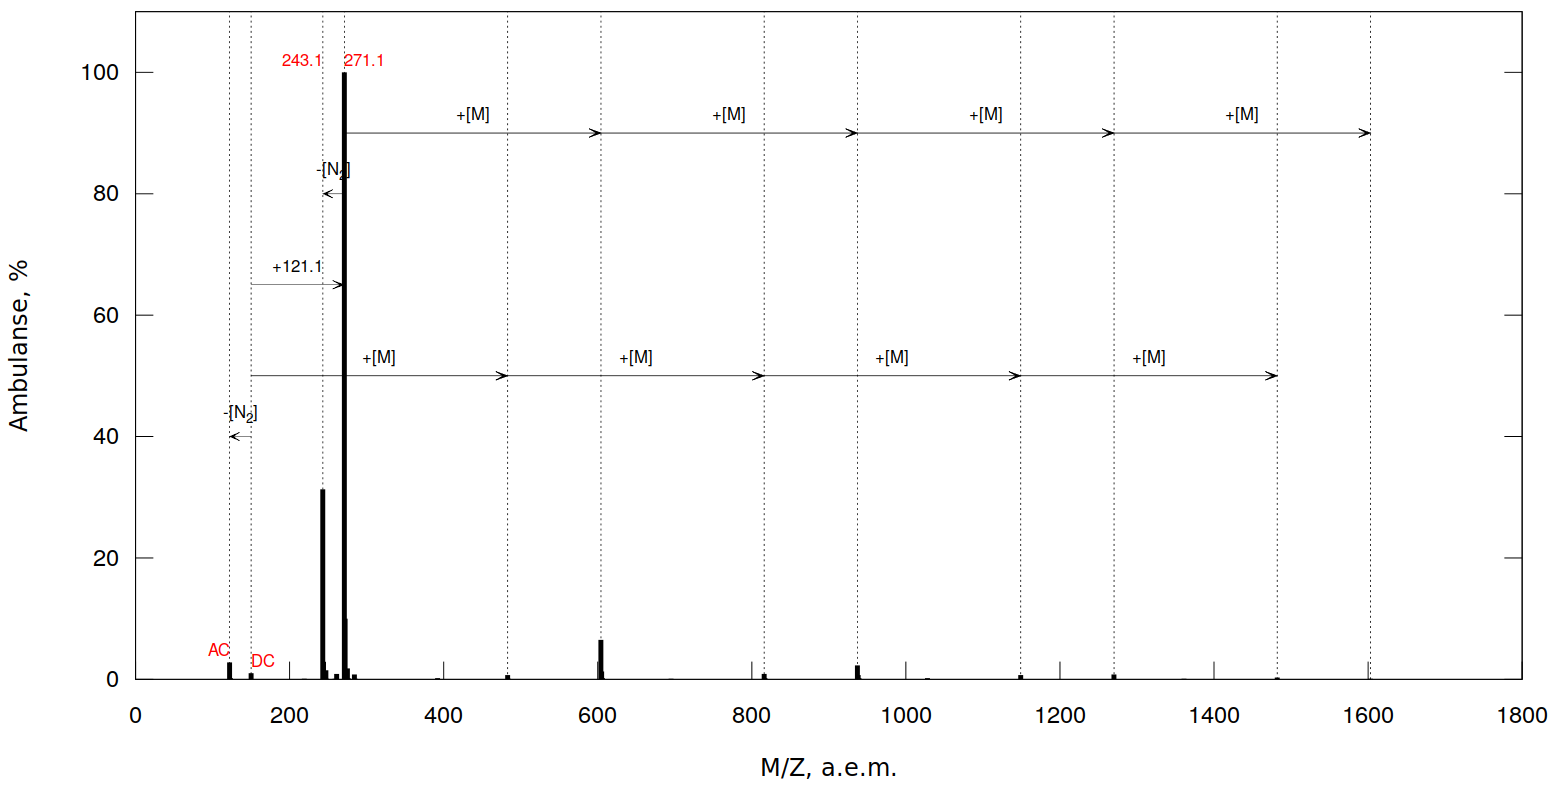 243.1 271.1
+[M] +[M] +[M] +[M]
-[N2]
+121.1
+[M] +[M] +[M] +[M]
-[N2]
AC
DC
100
80
60
40
20
0
0 200 400 600 800 1000 1200 1400 1600 1800
Ambulanse, %
M/Z, a.e.m.